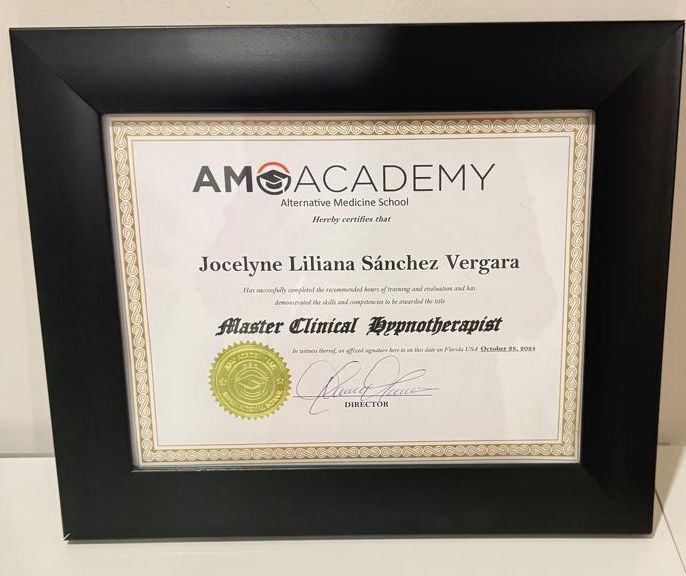 AMO ACADEMY
Alternative Medicine School
Hereby certifies that
Jocelyne Liliana Sánchez Vergara
Has successfully completed the recommended hours of training and evaluation and has
demonstrated the skills and competencies to be awarded the title
Master Clinical Hypnotherapist
In witness thereof, an affixed signature here to on this date on Florida USA October 28, 2024
DIRECTOR